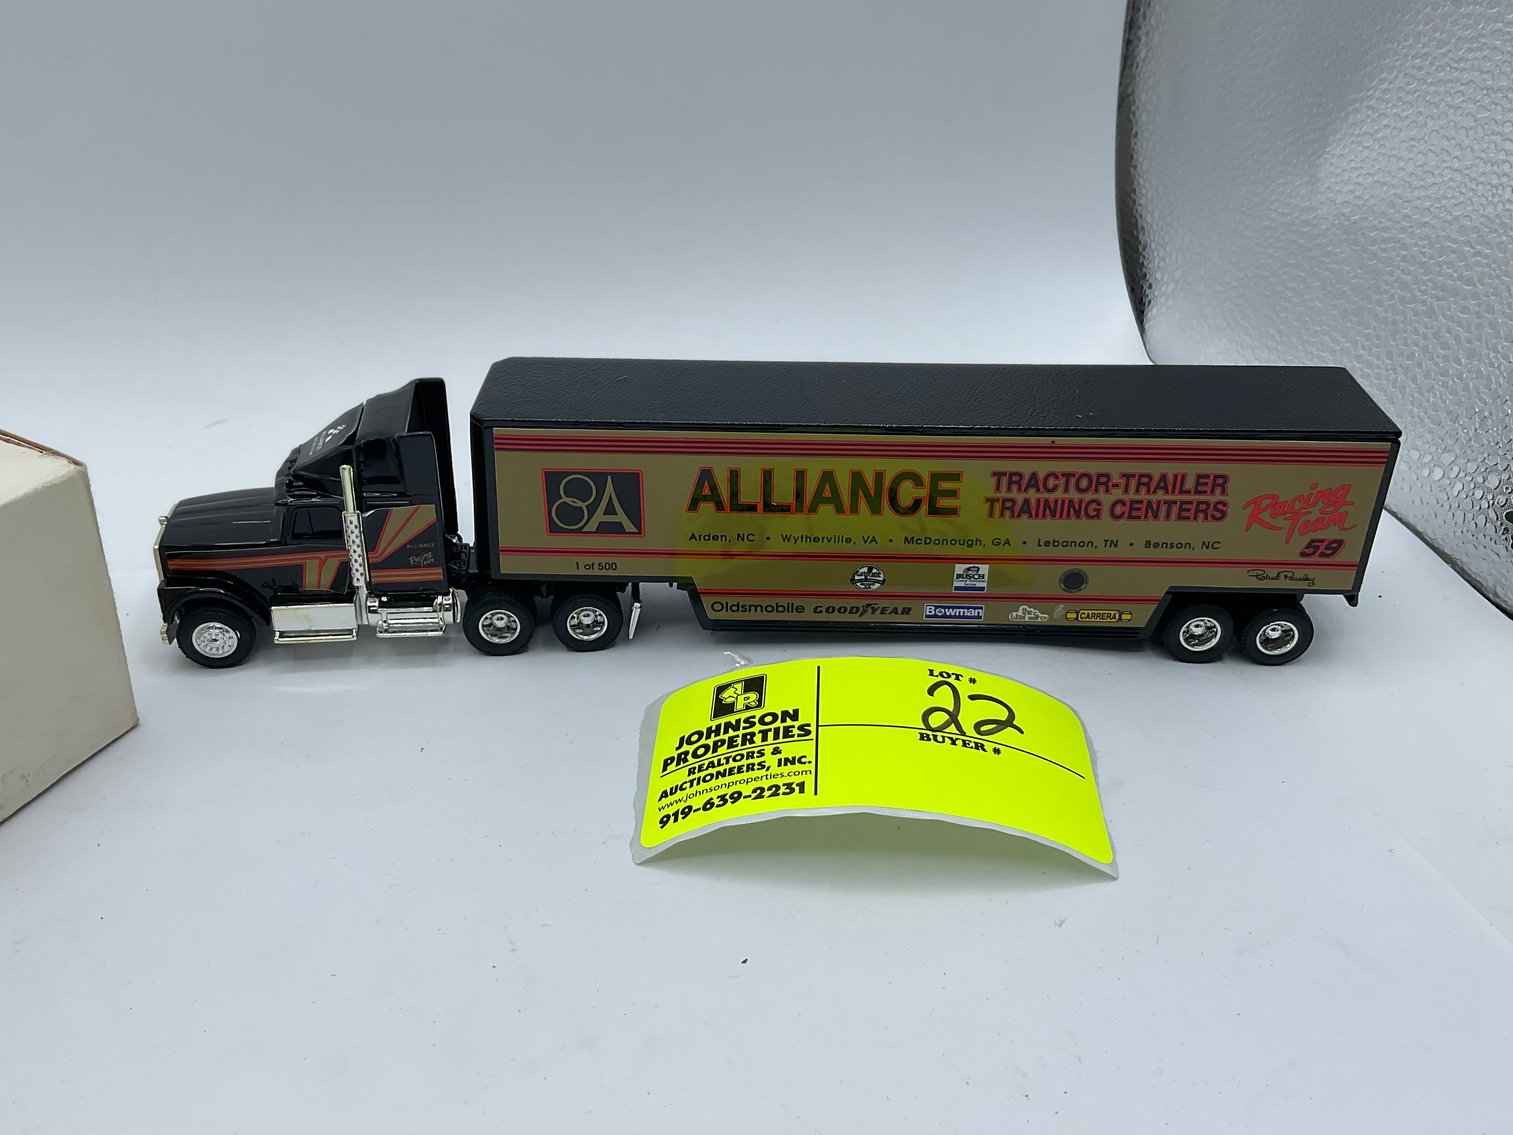 8A
ALLIANCE
TRACTOR-TRAILER
TRAINING CENTERS
Racing
Team
59
Arden, NC • Wytherville, VA • McDonough, GA • Lebanon, TN • Benson, NC
1 of 500
BUSCH
Robert Pressley
Oldsmobile GOODYEAR Bowman CARRERA
ALLIANCE
Racing
Team
JOHNSON
PROPERTIES
REALTORS &
AUCTIONEERS, INC.
www.johnsonproperties.com
919-639-2231
LOT #
22
BUYER #